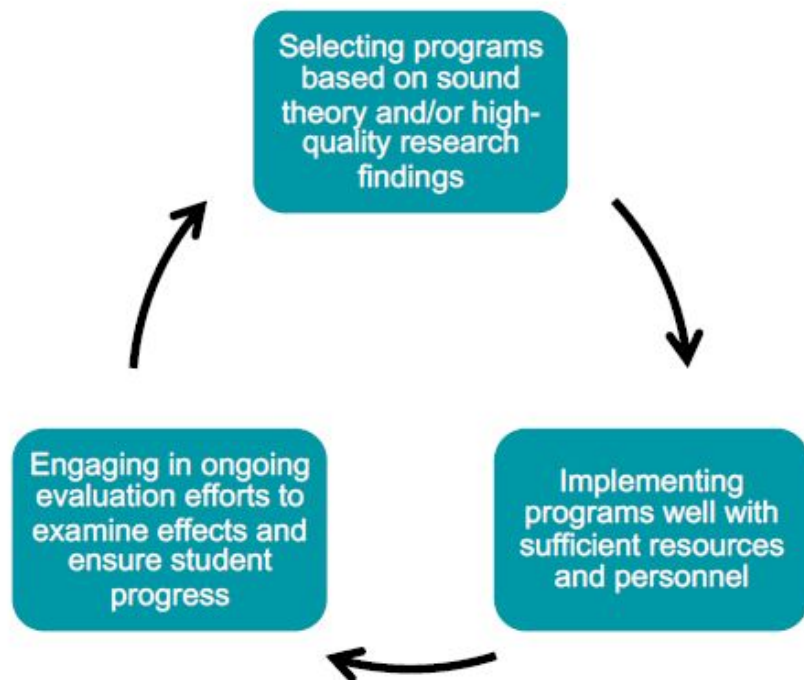 Selecting programs
based on sound
theory and/or high-
quality research
findings
Implementing
programs well with
sufficient resources
and personnel
Engaging in ongoing
evaluation efforts to
examine effects and
ensure student
progress